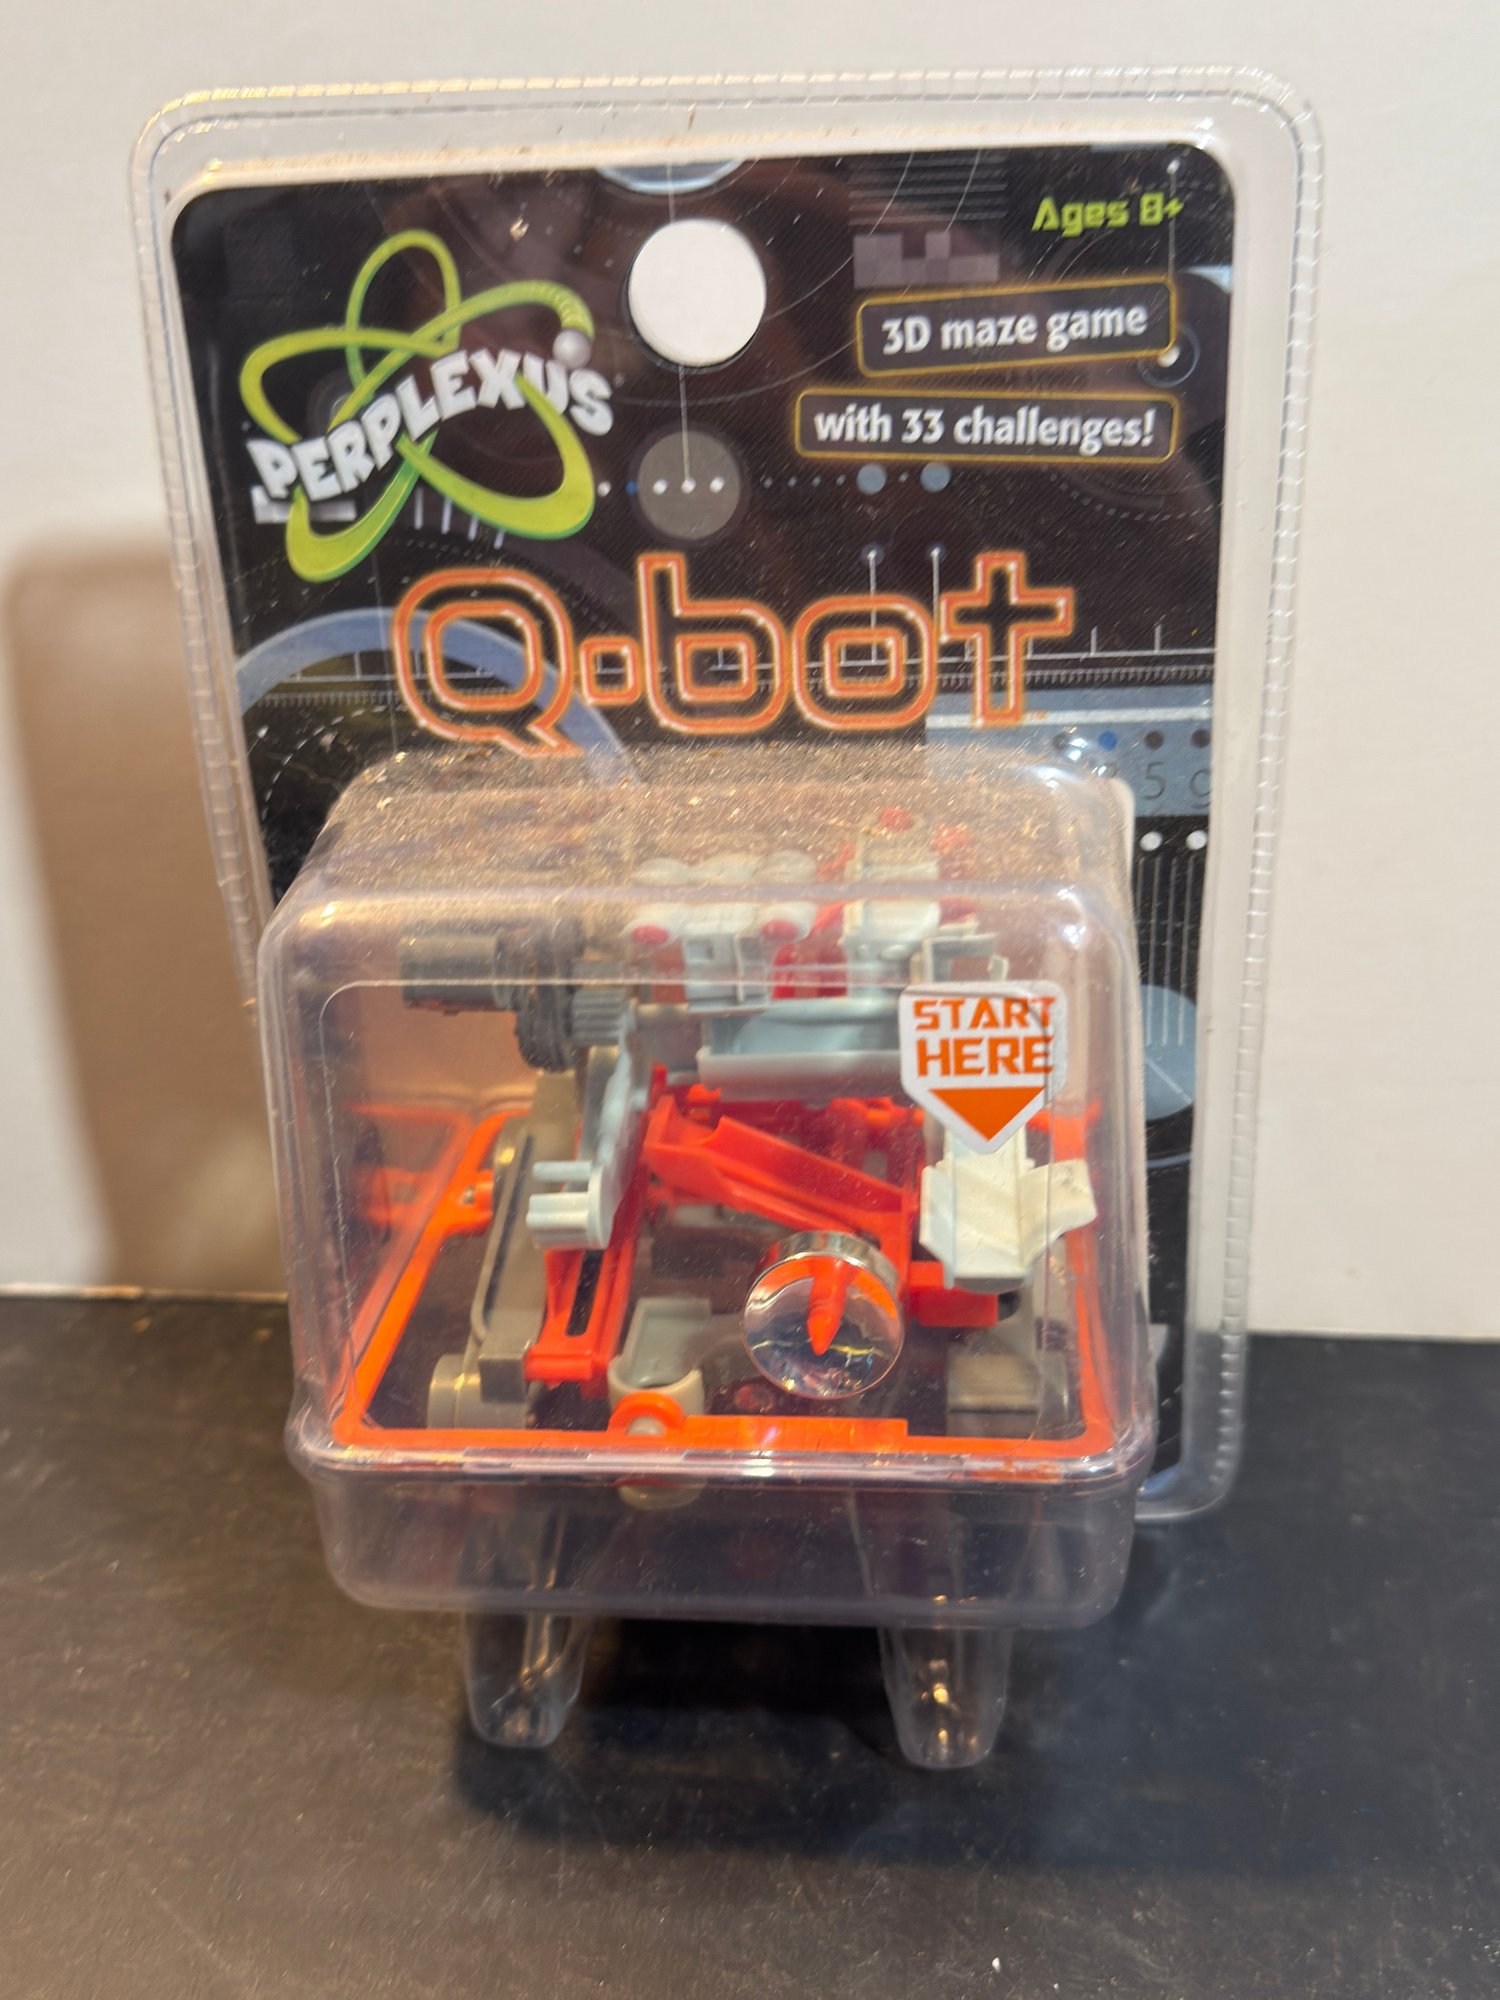 Ages 8+
PERPLEXUS
3D maze game
with 33 challenges!
Q·bot
START
HERE